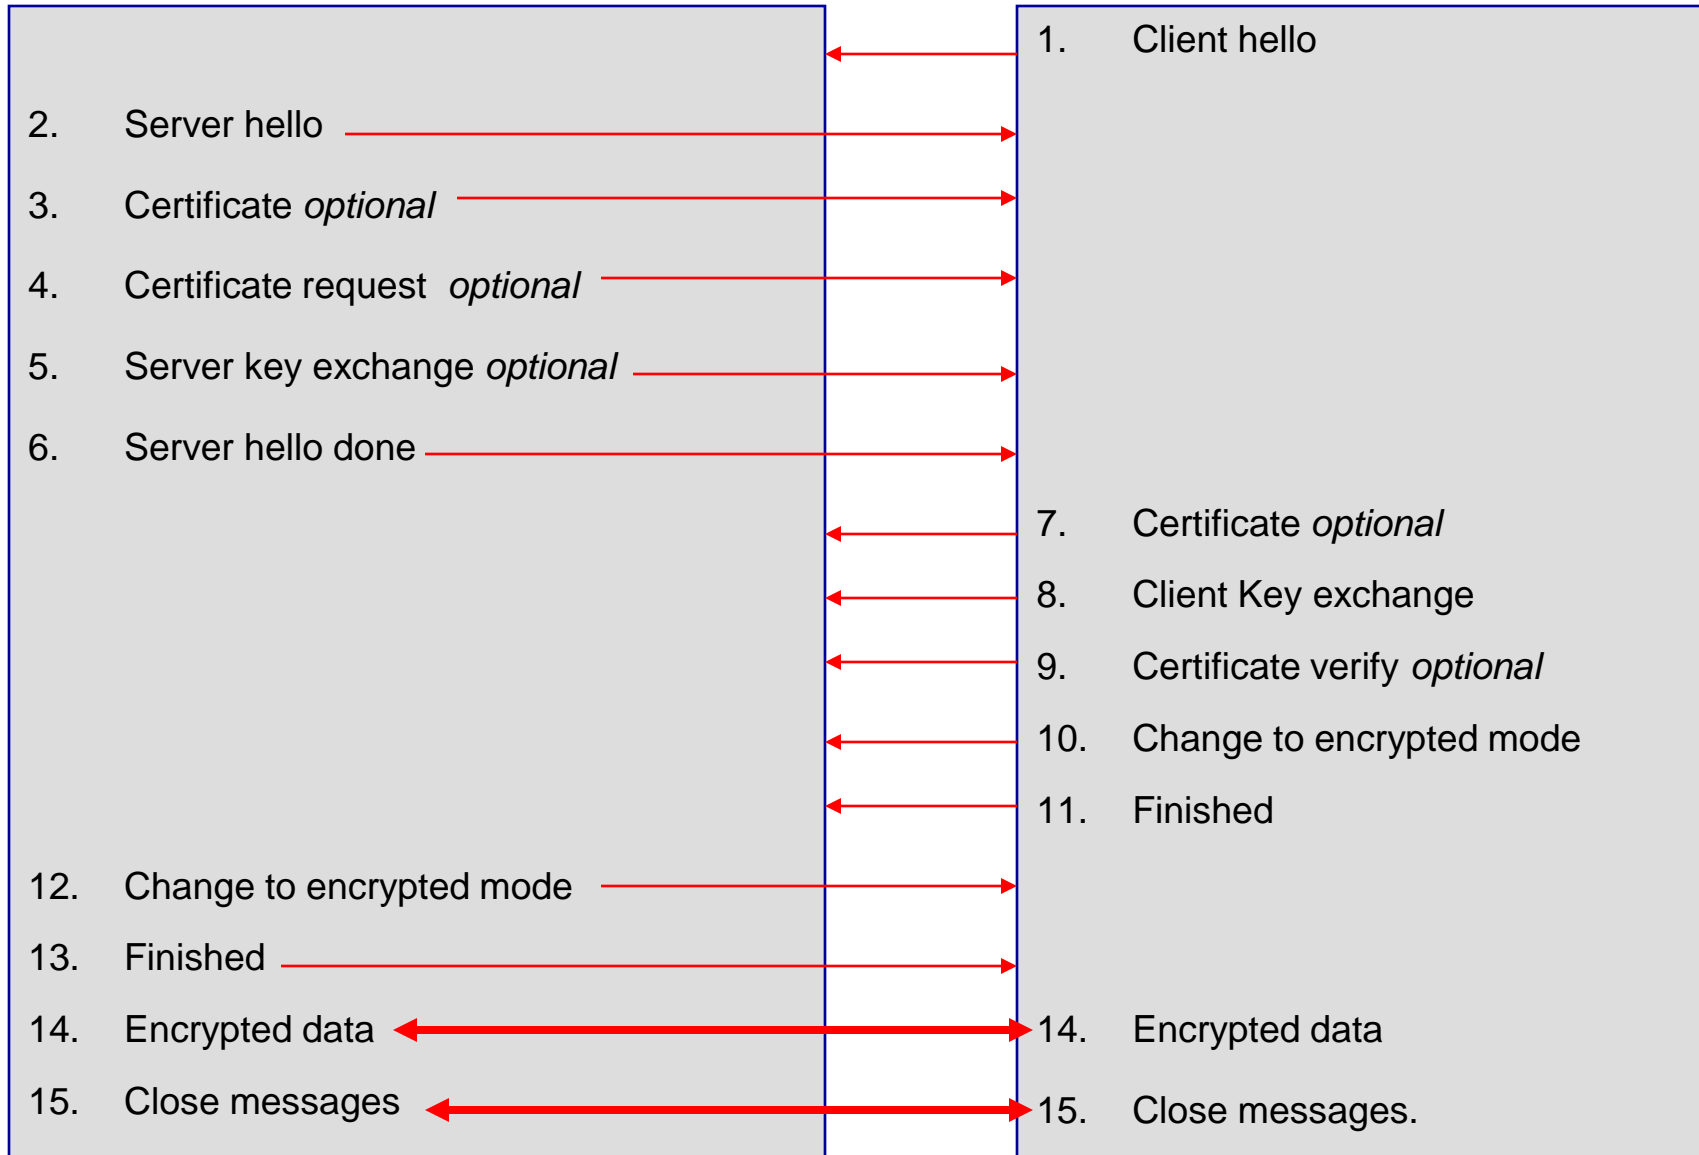 1. Client hello
2. Server hello
3. Certificate optional
4. Certificate request optional
5. Server key exchange optional
6. Server hello done
7. Certificate optional
8. Client Key exchange
9. Certificate verify optional
10. Change to encrypted mode
11. Finished
12. Change to encrypted mode
13. Finished
14. Encrypted data
14. Encrypted data
15. Close messages
15. Close messages.